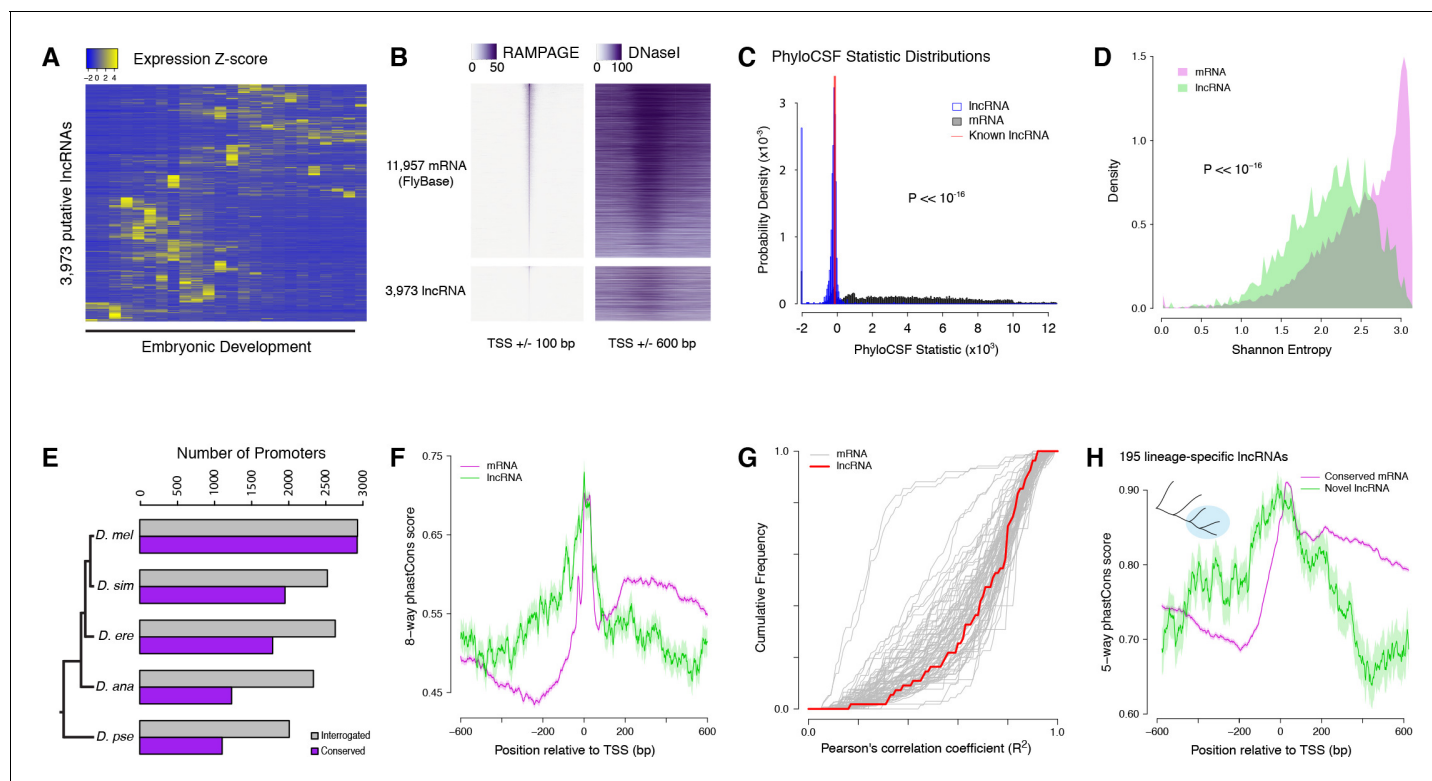 A
-2 0 2 4
Expression Z-score
3,973 putative lncRNAs
Embryonic Development
B
RAMPAGE
0 50
DNaseI
0 100
11,957 mRNA
(FlyBase)
3,973 lncRNA
TSS +/- 100 bp
TSS +/- 600 bp
C
PhyloCSF Statistic Distributions
lncRNA
mRNA
Known lncRNA
P << 10⁻¹⁶
Probability Density (x10⁻³)
3
2
1
0
-2 0 2 4 6 8 10 12
PhyloCSF Statistic (x10³)
D
mRNA
lncRNA
P << 10⁻¹⁶
Density
1.5
1.0
0.5
0.0
0.0 0.5 1.0 1.5 2.0 2.5 3.0
Shannon Entropy
E
Number of Promoters
0 500 1000 1500 2000 2500 3000
D. mel
D. sim
D. ere
D. ana
D. pse
Interrogated
Conserved
F
mRNA
lncRNA
8-way phastCons score
0.75
0.65
0.55
0.45
−600 −400 −200 0 200 400 600
Position relative to TSS (bp)
G
mRNA
lncRNA
Cumulative Frequency
1.0
0.0
0.0 1.0
Pearson's correlation coefficient (R²)
H
195 lineage-specific lncRNAs
Conserved mRNA
Novel lncRNA
5-way phastCons score
0.90
0.80
0.70
0.60
−600 −400 −200 0 200 400 600
Position relative to TSS (bp)